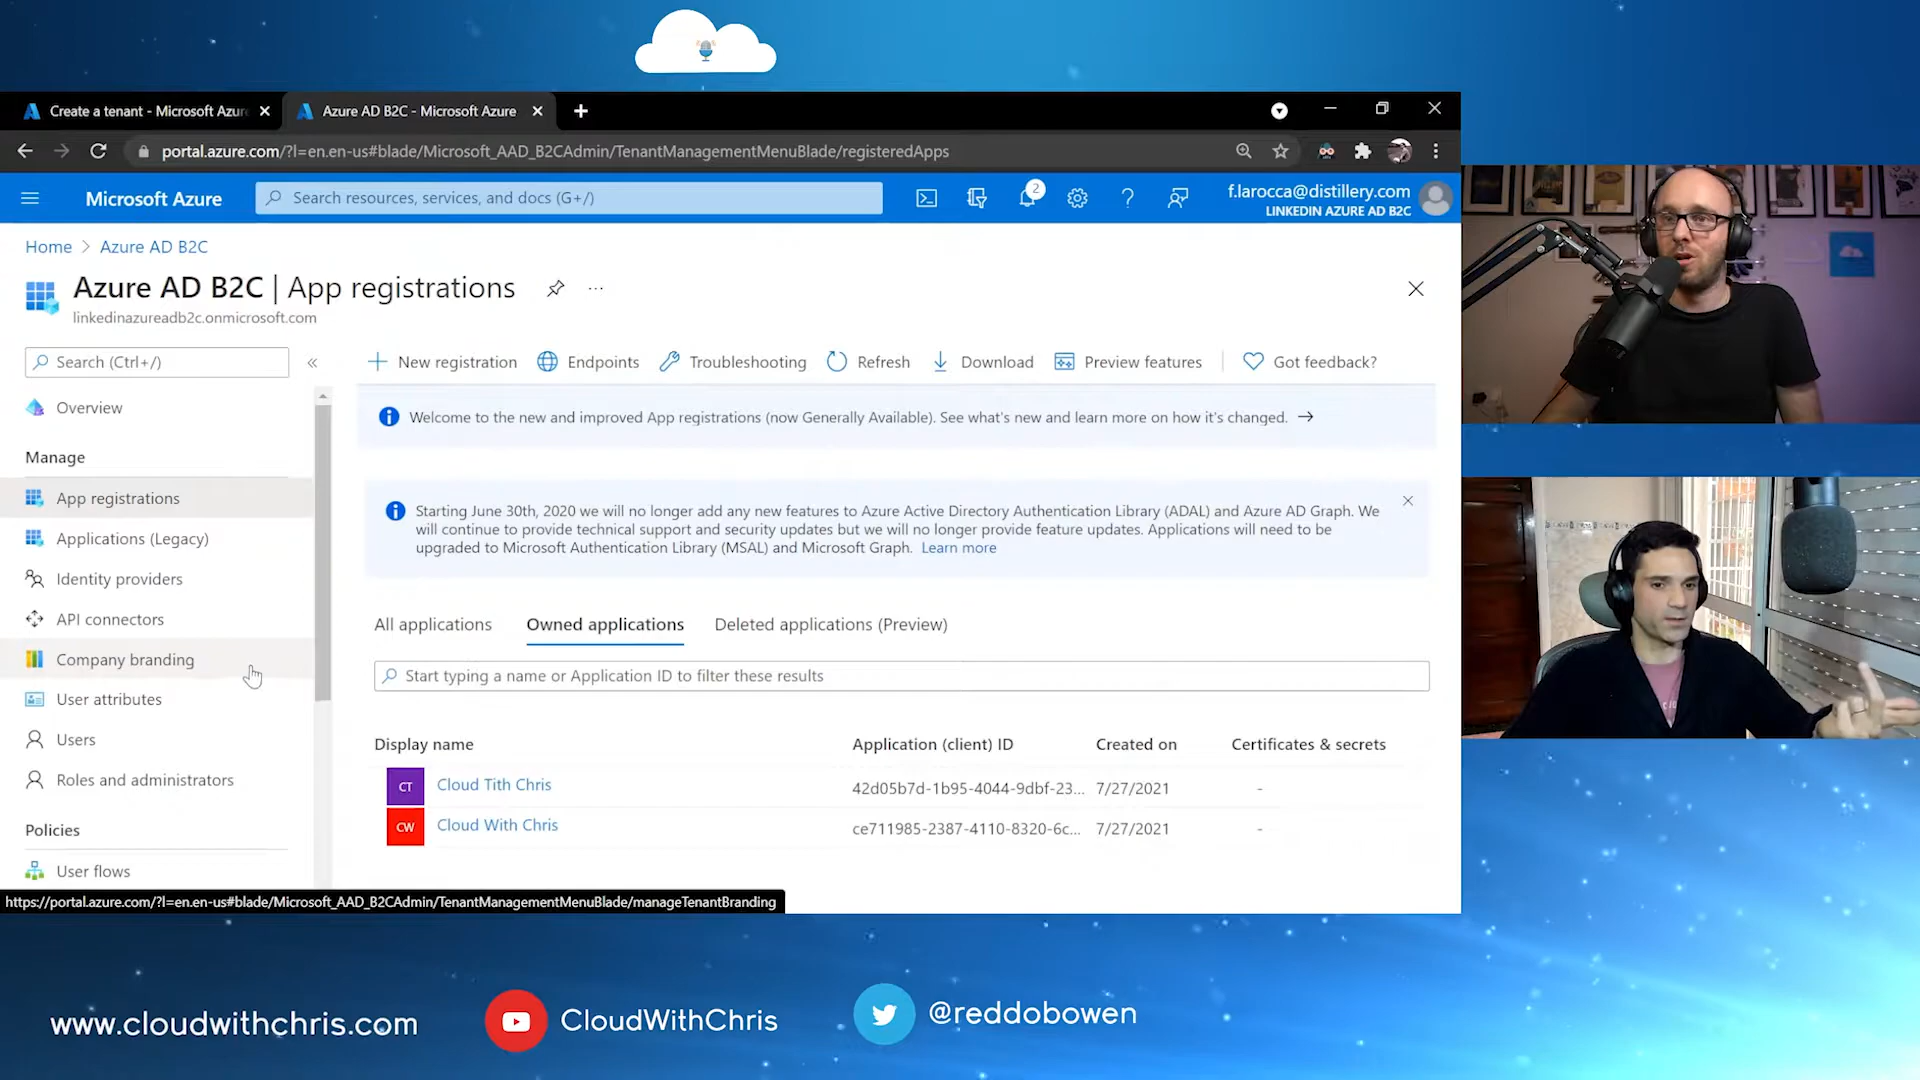 Create a tenant - Microsoft Azur
Azure AD B2C - Microsoft Azure
portal.azure.com/?l=en.en-us#blade/Microsoft_AAD_B2CAdmin/TenantManagementMenuBlade/registeredApps
Microsoft Azure
Search resources, services, and docs (G+/)
2
f.larocca@distillery.com
LINKEDIN AZURE AD B2C
Home > Azure AD B2C
Azure AD B2C | App registrations
linkedinazureadb2c.onmicrosoft.com
Search (Ctrl+/)
Overview
Manage
App registrations
Applications (Legacy)
Identity providers
API connectors
Company branding
User attributes
Users
Roles and administrators
Policies
User flows
New registration
Endpoints
Troubleshooting
Refresh
Download
Preview features
Got feedback?
Welcome to the new and improved App registrations (now Generally Available). See what's new and learn more on how it's changed.
Starting June 30th, 2020 we will no longer add any new features to Azure Active Directory Authentication Library (ADAL) and Azure AD Graph. We
will continue to provide technical support and security updates but we will no longer provide feature updates. Applications will need to be
upgraded to Microsoft Authentication Library (MSAL) and Microsoft Graph. Learn more
All applications
Owned applications
Deleted applications (Preview)
Start typing a name or Application ID to filter these results
Display name
Application (client) ID
Created on
Certificates & secrets
CT Cloud Tith Chris 42d05b7d-1b95-4044-9dbf-23... 7/27/2021 -
CW Cloud With Chris ce711985-2387-4110-8320-6c... 7/27/2021 -
https://portal.azure.com/?l=en.en-us#blade/Microsoft_AAD_B2CAdmin/TenantManagementMenuBlade/manageTenantBranding
www.cloudwithchris.com
CloudWithChris
@reddobowen